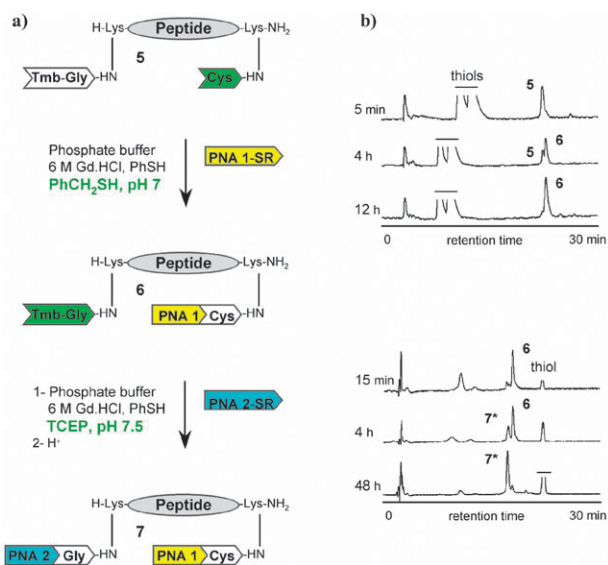 a)
H-Lys Peptide -Lys-NH2
5
Tmb-Gly -HN Cys -HN
Phosphate buffer
6 M Gd.HCl, PhSH
PhCH2SH, pH 7
PNA 1-SR
H-Lys Peptide -Lys-NH2
6
Tmb-Gly -HN PNA 1 Cys -HN
1- Phosphate buffer
6 M Gd.HCl, PhSH
TCEP, pH 7.5
2- H+
PNA 2-SR
H-Lys Peptide -Lys-NH2
7
PNA 2 Gly -HN PNA 1 Cys -HN
b)
thiols
5
5 min
6
4 h 5
6
12 h
0 retention time 30 min
6
15 min thiol
6
4 h 7*
7*
48 h
0 retention time 30 min